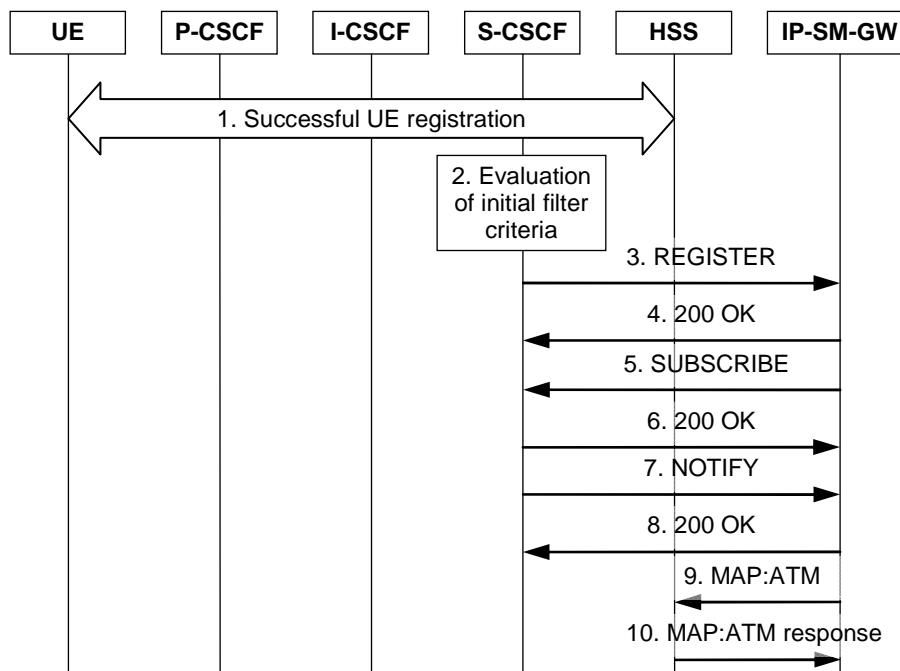 UE
P-CSCF
I-CSCF
S-CSCF
HSS
IP-SM-GW
1. Successful UE registration
2. Evaluation
of initial filter
criteria
3. REGISTER
4. 200 OK
5. SUBSCRIBE
6. 200 OK
7. NOTIFY
8. 200 OK
9. MAP:ATM
10. MAP:ATM response